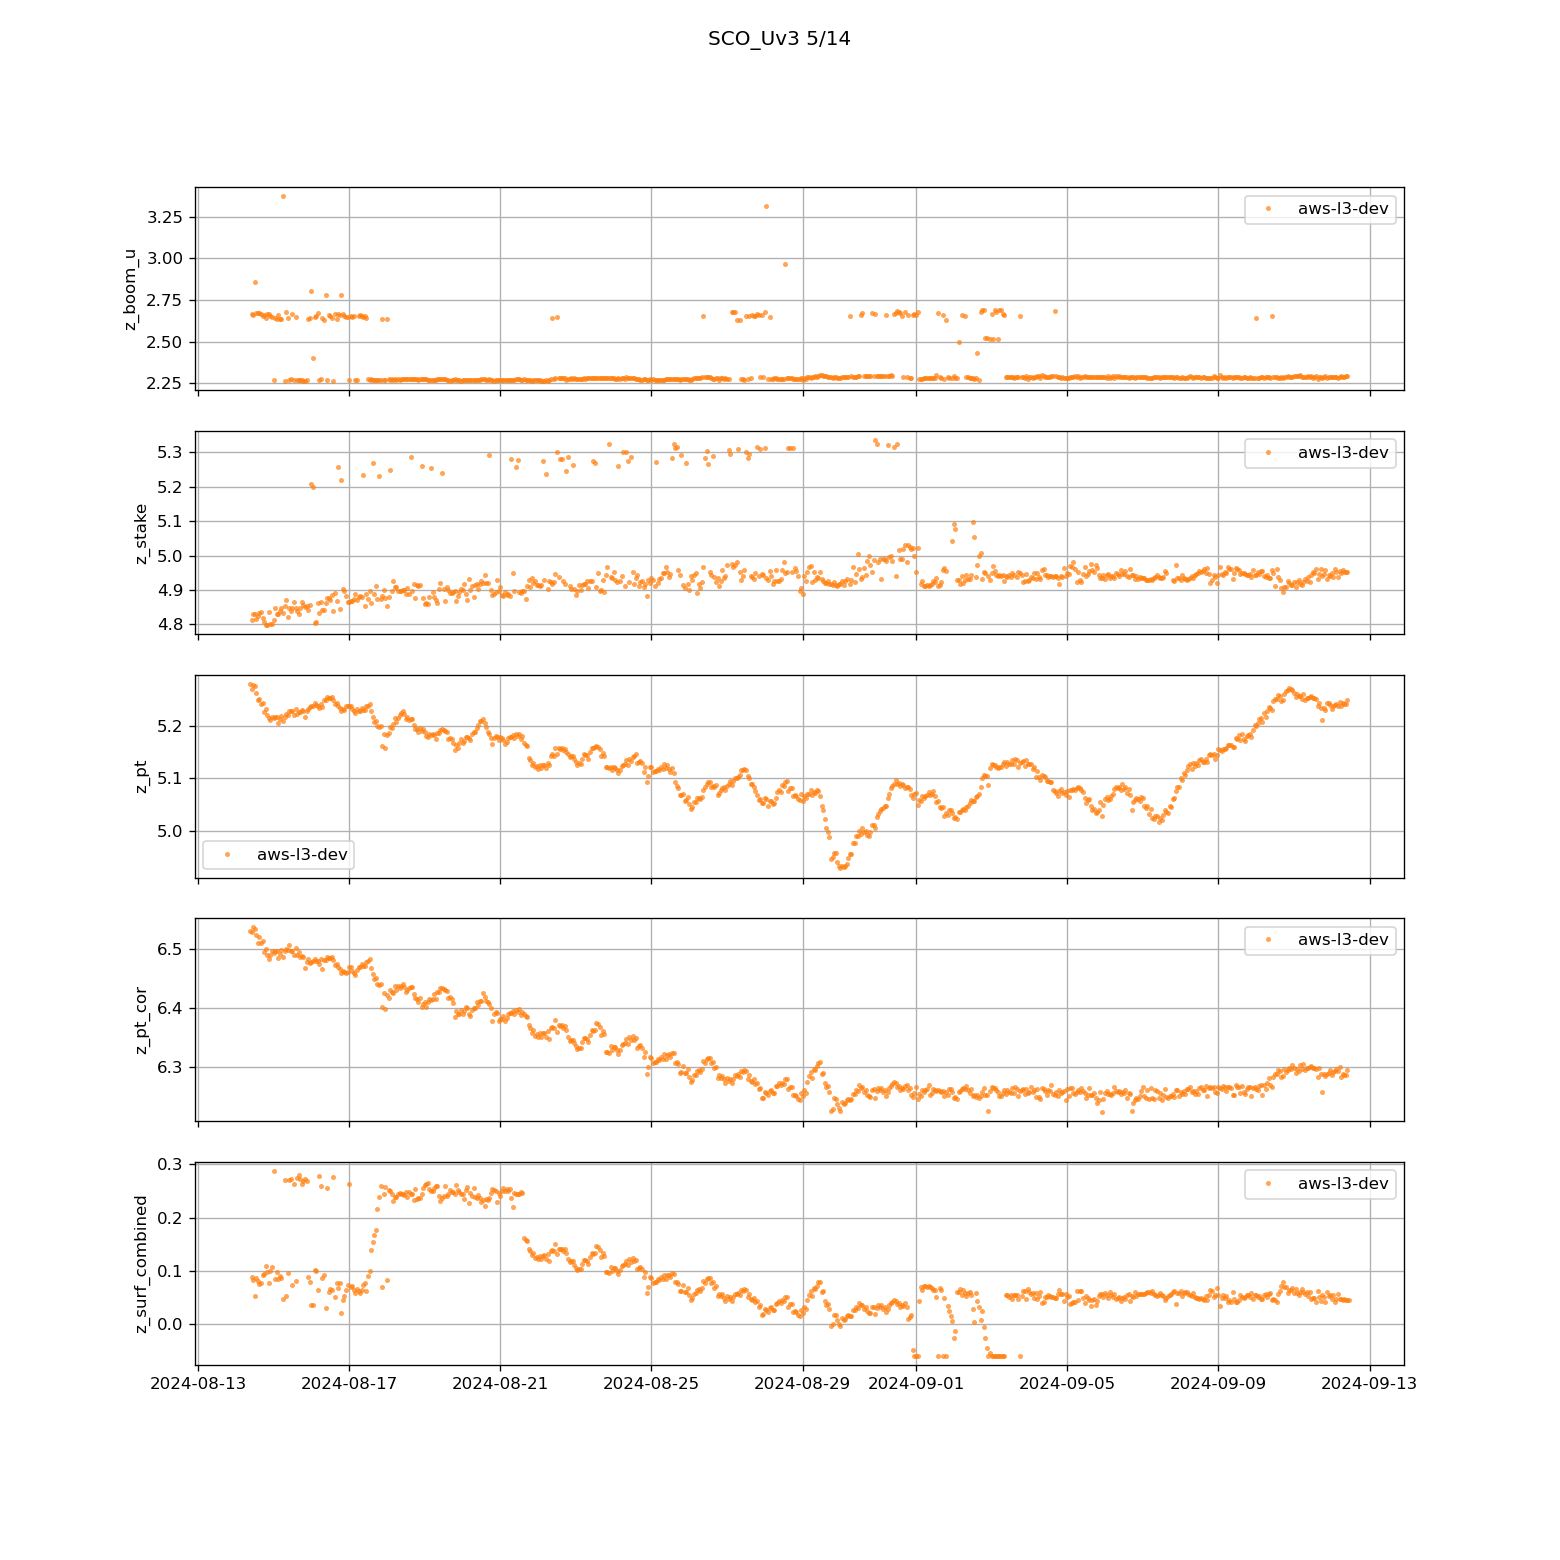 SCO_Uv3 5/14
z_boom_u
3.25
3.00
2.75
2.50
2.25
aws-l3-dev
z_stake
5.3
5.2
5.1
5.0
4.9
4.8
aws-l3-dev
z_pt
5.2
5.1
5.0
aws-l3-dev
z_pt_cor
6.5
6.4
6.3
aws-l3-dev
z_surf_combined
0.3
0.2
0.1
0.0
aws-l3-dev
2024-08-13 2024-08-17 2024-08-21 2024-08-25 2024-08-29 2024-09-01 2024-09-05 2024-09-09 2024-09-13